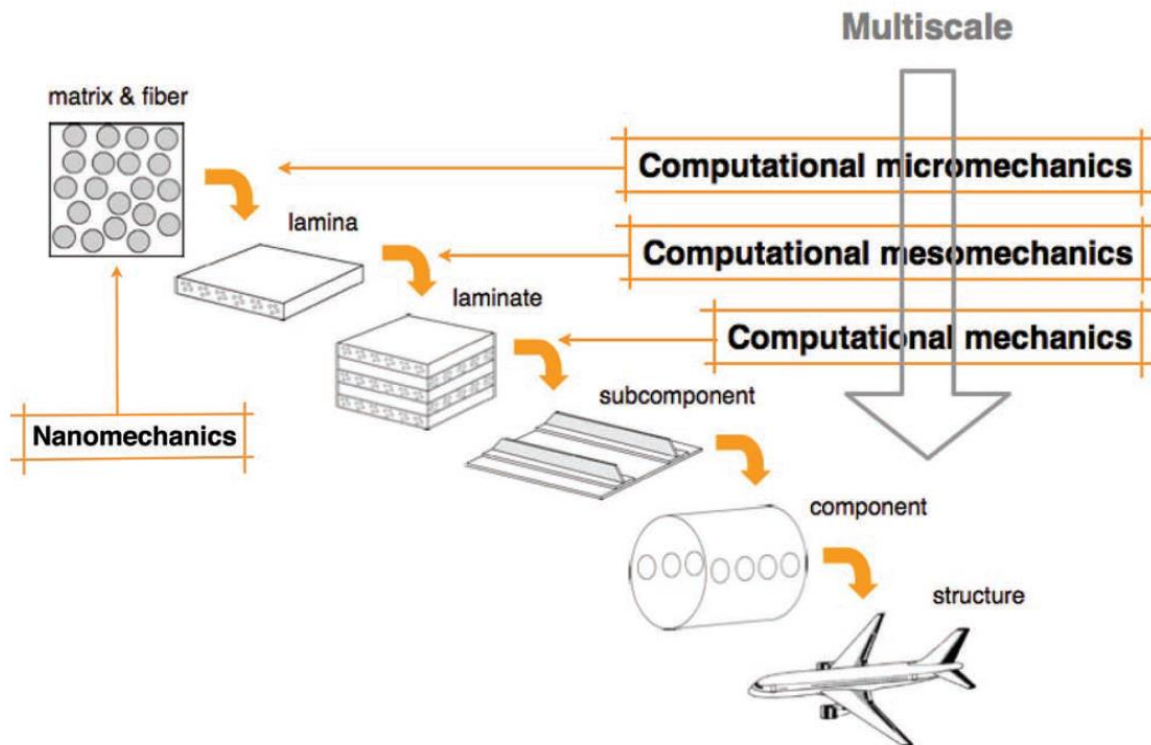 Multiscale
matrix & fiber
Computational micromechanics
lamina
Computational mesomechanics
laminate
Computational mechanics
subcomponent
Nanomechanics
component
structure